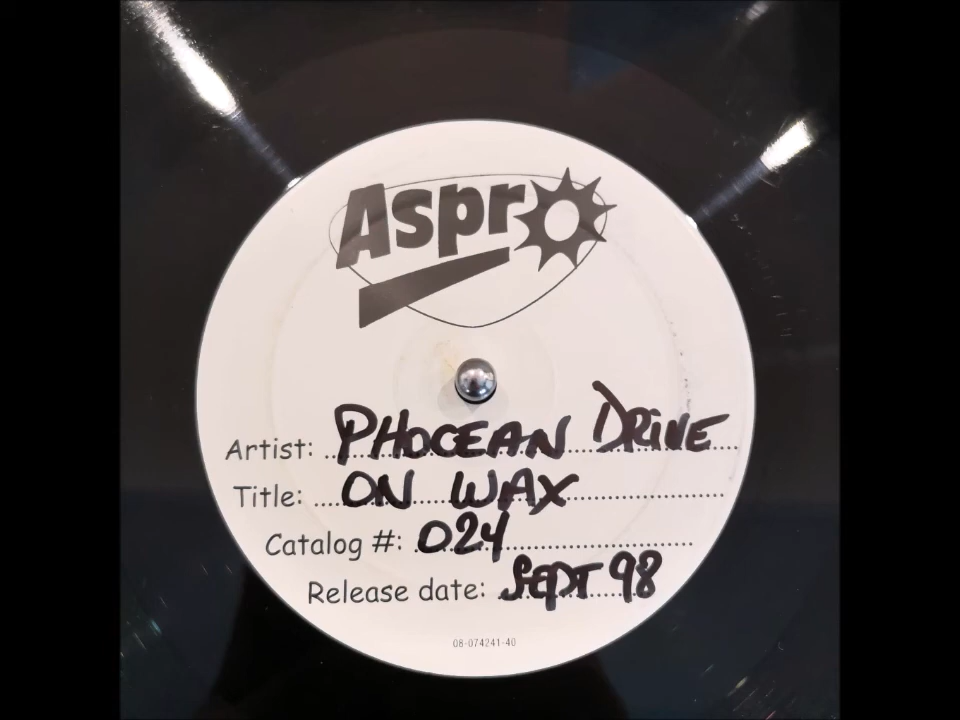 Aspro
Artist: PHOCEAN DRIVE
Title: ON WAX
Catalog #: 024
Release date: SEPT 98
08-074241-40